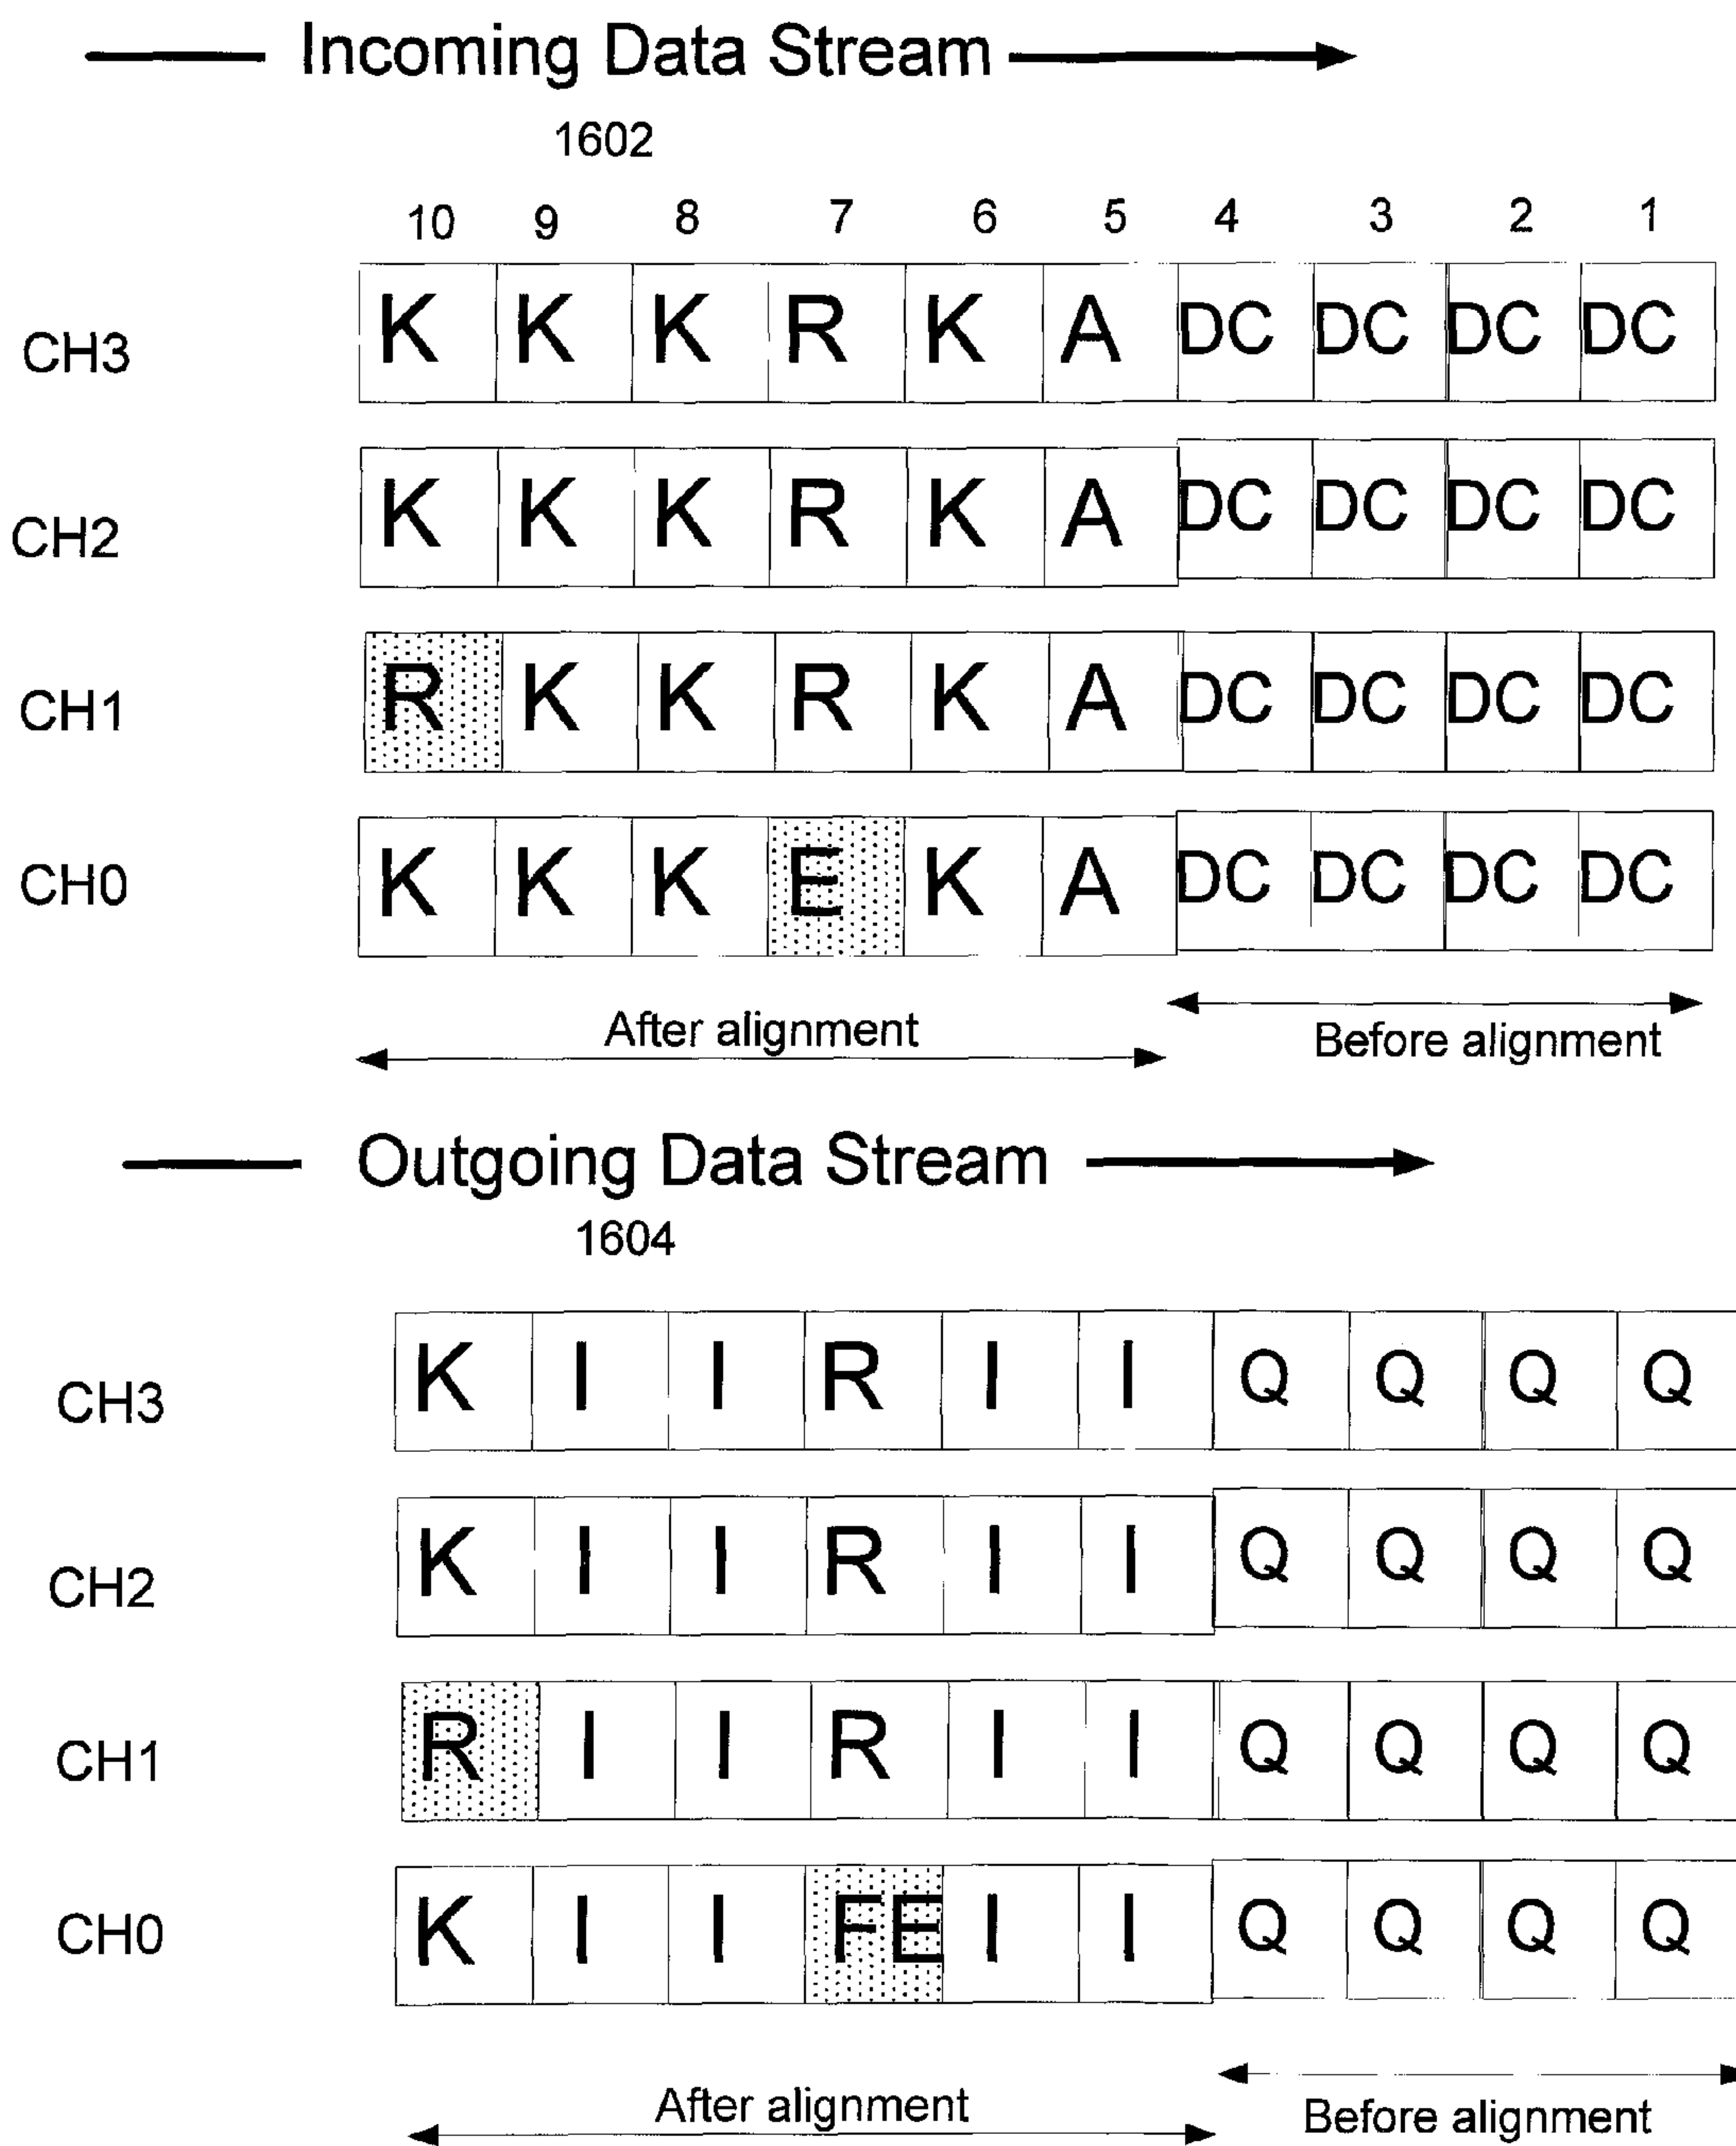 Incoming Data Stream
1602
10 9 8 7 6 5 4 3 2 1
CH3 K K K R K A DC DC DC DC
CH2 K K K R K A DC DC DC DC
CH1 R K K R K A DC DC DC DC
CH0 K K K E K A DC DC DC DC
After alignment Before alignment
Outgoing Data Stream
1604
CH3 K I I R I I Q Q Q Q
CH2 K I I R I I Q Q Q Q
CH1 R I I R I I Q Q Q Q
CH0 K I I FE I I Q Q Q Q
After alignment Before alignment